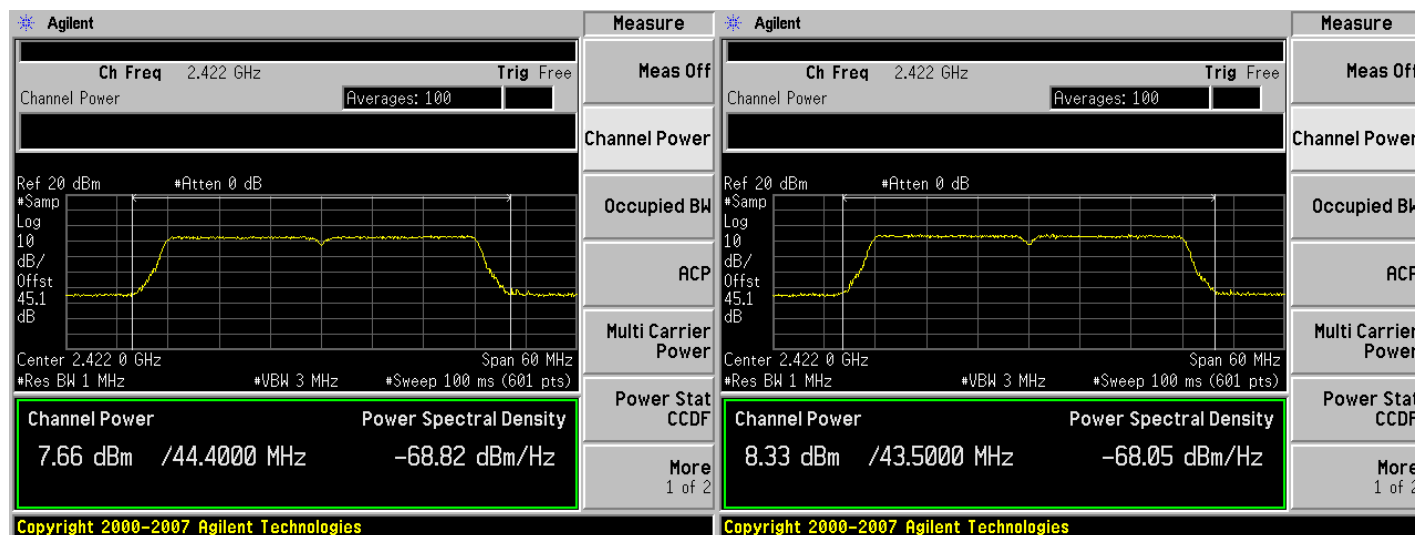 Agilent
Measure
Ch Freq 2.422 GHz Trig Free
Meas Off
Channel Power Averages: 100
Channel Power
Ref 20 dBm #Atten 0 dB
#Samp
Log
10
dB/
Offst
45.1
dB
Occupied BW
ACP
Multi Carrier
Power
Center 2.422 0 GHz Span 60 MHz
#Res BW 1 MHz #VBW 3 MHz #Sweep 100 ms (601 pts)
Power Stat
CCDF
Channel Power Power Spectral Density
7.66 dBm /44.4000 MHz -68.82 dBm/Hz
More
1 of 2
Copyright 2000-2007 Agilent Technologies
Agilent
Measure
Ch Freq 2.422 GHz Trig Free
Meas Off
Channel Power Averages: 100
Channel Power
Ref 20 dBm #Atten 0 dB
#Samp
Log
10
dB/
Offst
45.1
dB
Occupied BW
ACP
Multi Carrier
Power
Center 2.422 0 GHz Span 60 MHz
#Res BW 1 MHz #VBW 3 MHz #Sweep 100 ms (601 pts)
Power Stat
CCDF
Channel Power Power Spectral Density
8.33 dBm /43.5000 MHz -68.05 dBm/Hz
More
1 of 2
Copyright 2000-2007 Agilent Technologies